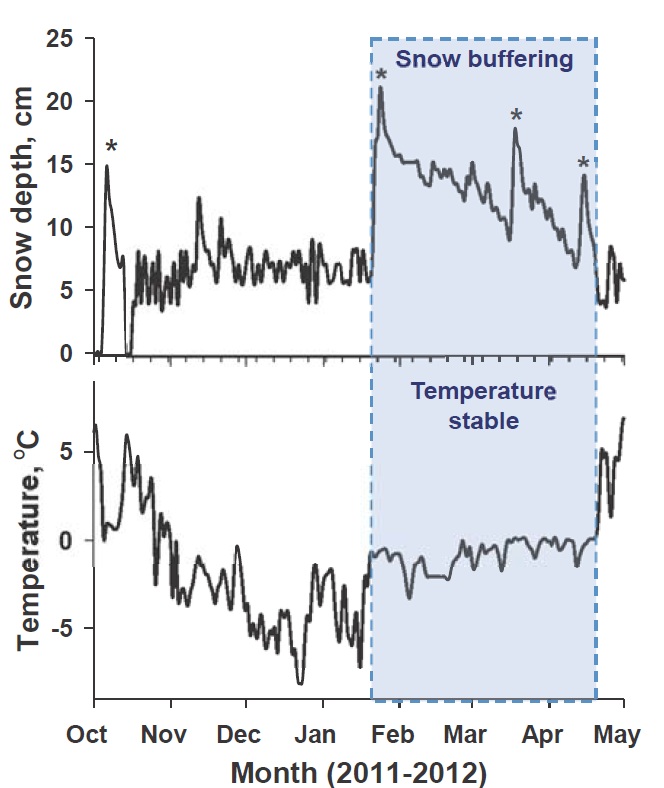 Snow depth, cm
25
20
15
10
5
0
*
*
*
*
Snow buffering
Temperature, °C
5
0
-5
Temperature
stable
Oct Nov Dec Jan Feb Mar Apr May
Month (2011-2012)